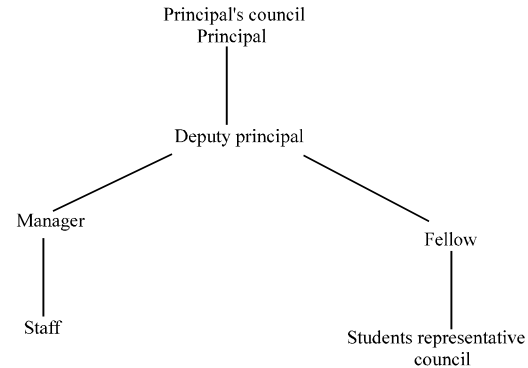 Principal's council
Principal
Deputy principal
Manager
Fellow
Staff
Students representative
council